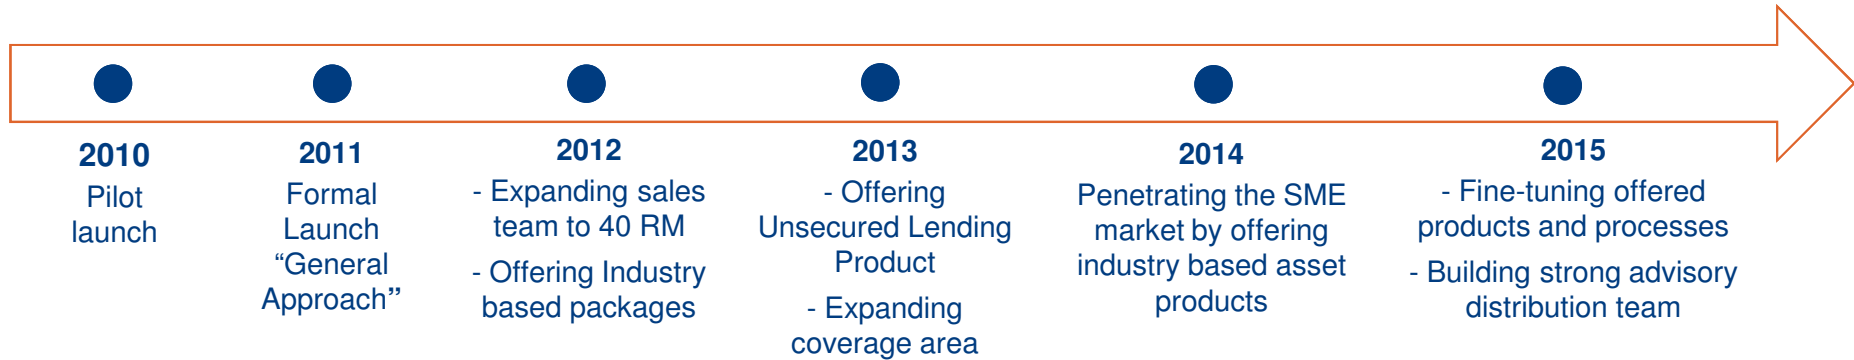 2010
Pilot
launch
2011
Formal
Launch
“General
Approach”
2012
- Expanding sales
team to 40 RM
- Offering Industry
based packages
2013
- Offering
Unsecured Lending
Product
- Expanding
coverage area
2014
Penetrating the SME
market by offering
industry based asset
products
2015
- Fine-tuning offered
products and processes
- Building strong advisory
distribution team